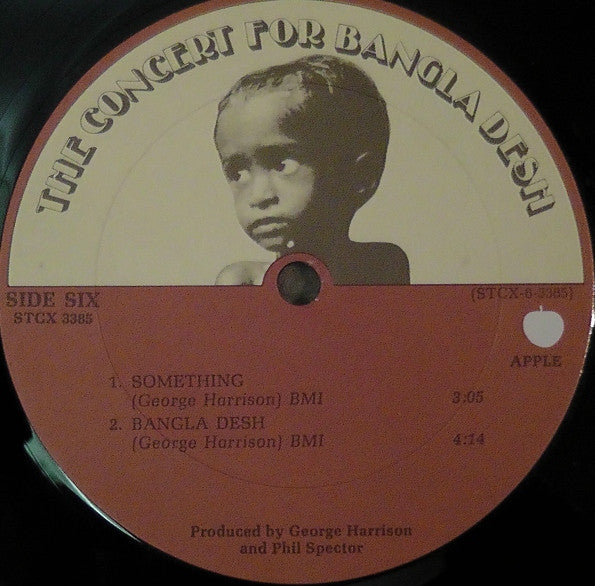 THE CONCERT FOR BANGLA DESH
SIDE SIX
STCX 3385
(STCX-6-3385)
APPLE
1. SOMETHING
(George Harrison) BMI 3:05
2. BANGLA DESH
(George Harrison) BMI 4:14
Produced by George Harrison
and Phil Spector